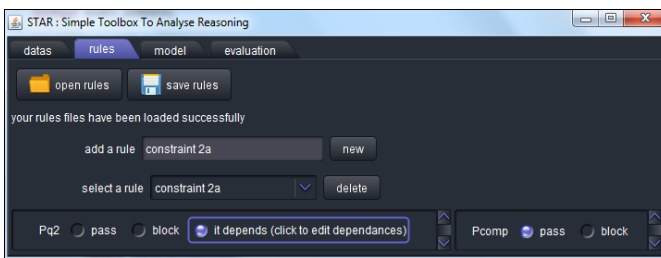 STAR : Simple Toolbox To Analyse Reasoning
datas rules model evaluation
open rules save rules
your rules files have been loaded successfully
add a rule constraint 2a new
select a rule constraint 2a delete
Pq2 pass block it depends (click to edit dependances) Pcomp pass block